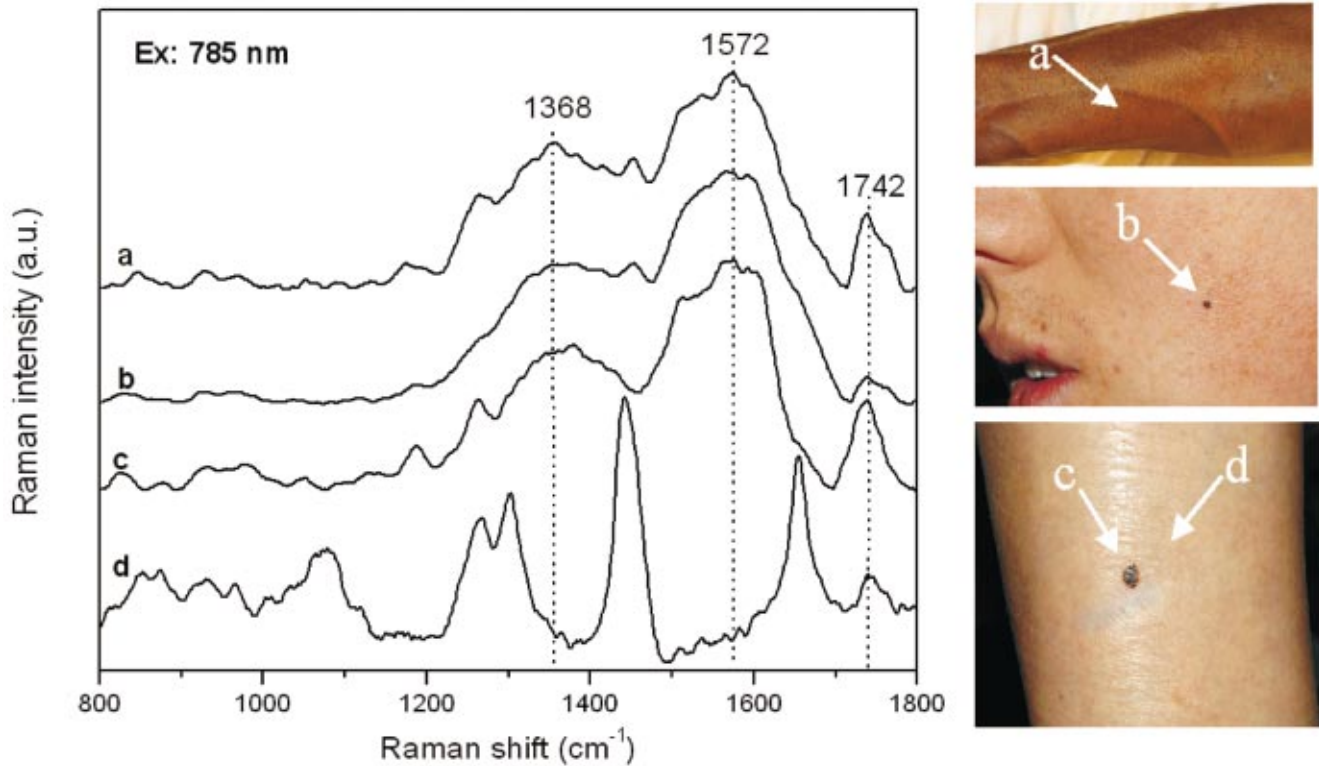 Ex: 785 nm
1572
1368
1742
a
b
c
d
Raman intensity (a.u.)
800 1000 1200 1400 1600 1800
Raman shift (cm⁻¹)
a
b
c d